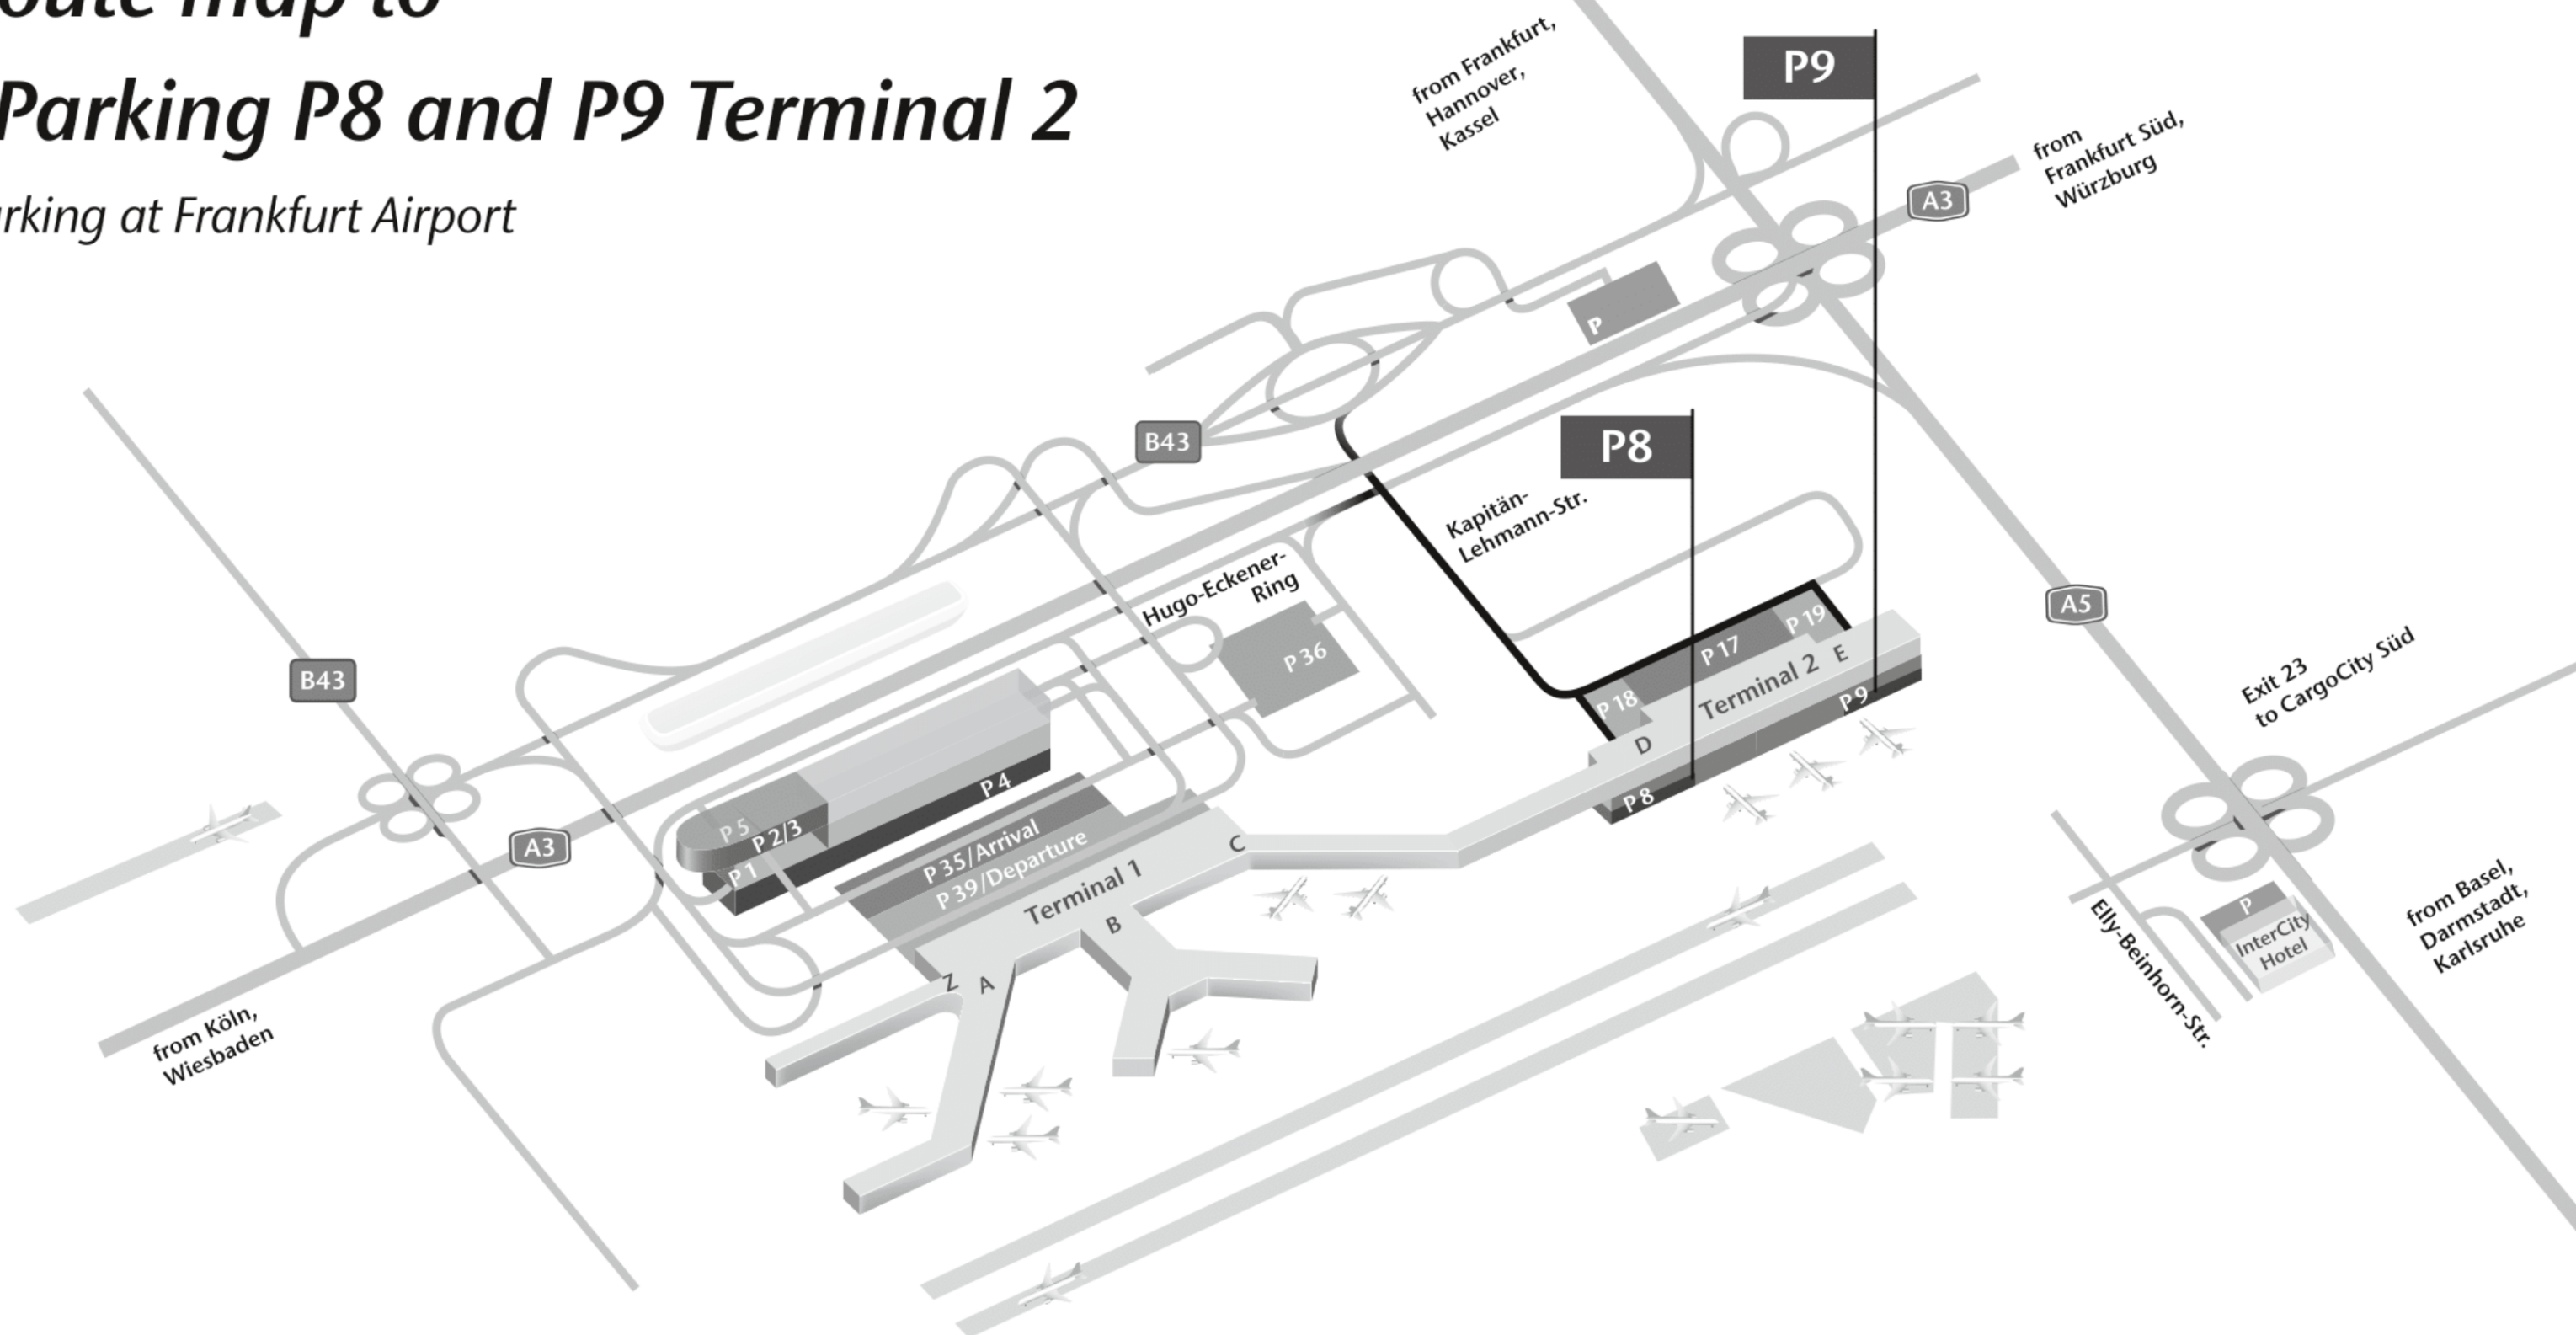 Parking P8 and P9 Terminal 2
at Frankfurt Airport
from Frankfurt,
Hannover,
Kassel
P9
from
Frankfurt Süd,
Würzburg
A3
P
B43
P8
Kapitän-
Lehmann-Str.
Hugo-Eckener-
Ring
P 36
A5
P 19
P 17
P 18
Terminal 2
E
D
P 9
P 8
Exit 23
to CargoCity Süd
B43
A3
P 4
P 5
P 2/3
P 1
P 35/Arrival
P 39/Departure
Terminal 1
C
B
Z
A
from Köln,
Wiesbaden
P
InterCity
Hotel
Elly-Beinhorn-Str.
from Basel,
Darmstadt,
Karlsruhe